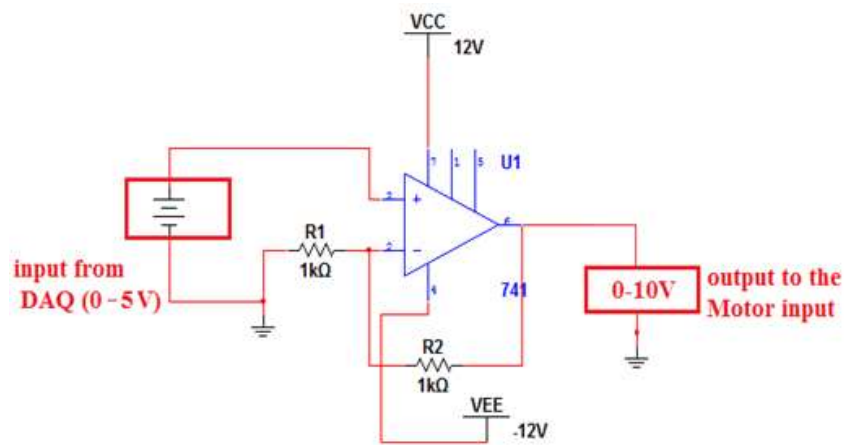 VCC
12V
7
1
5
U1
3
+
2
-
6
R1
1kΩ
input from
DAQ (0 - 5 V)
741
4
0-10V
output to the
Motor input
R2
1kΩ
VEE
-12V